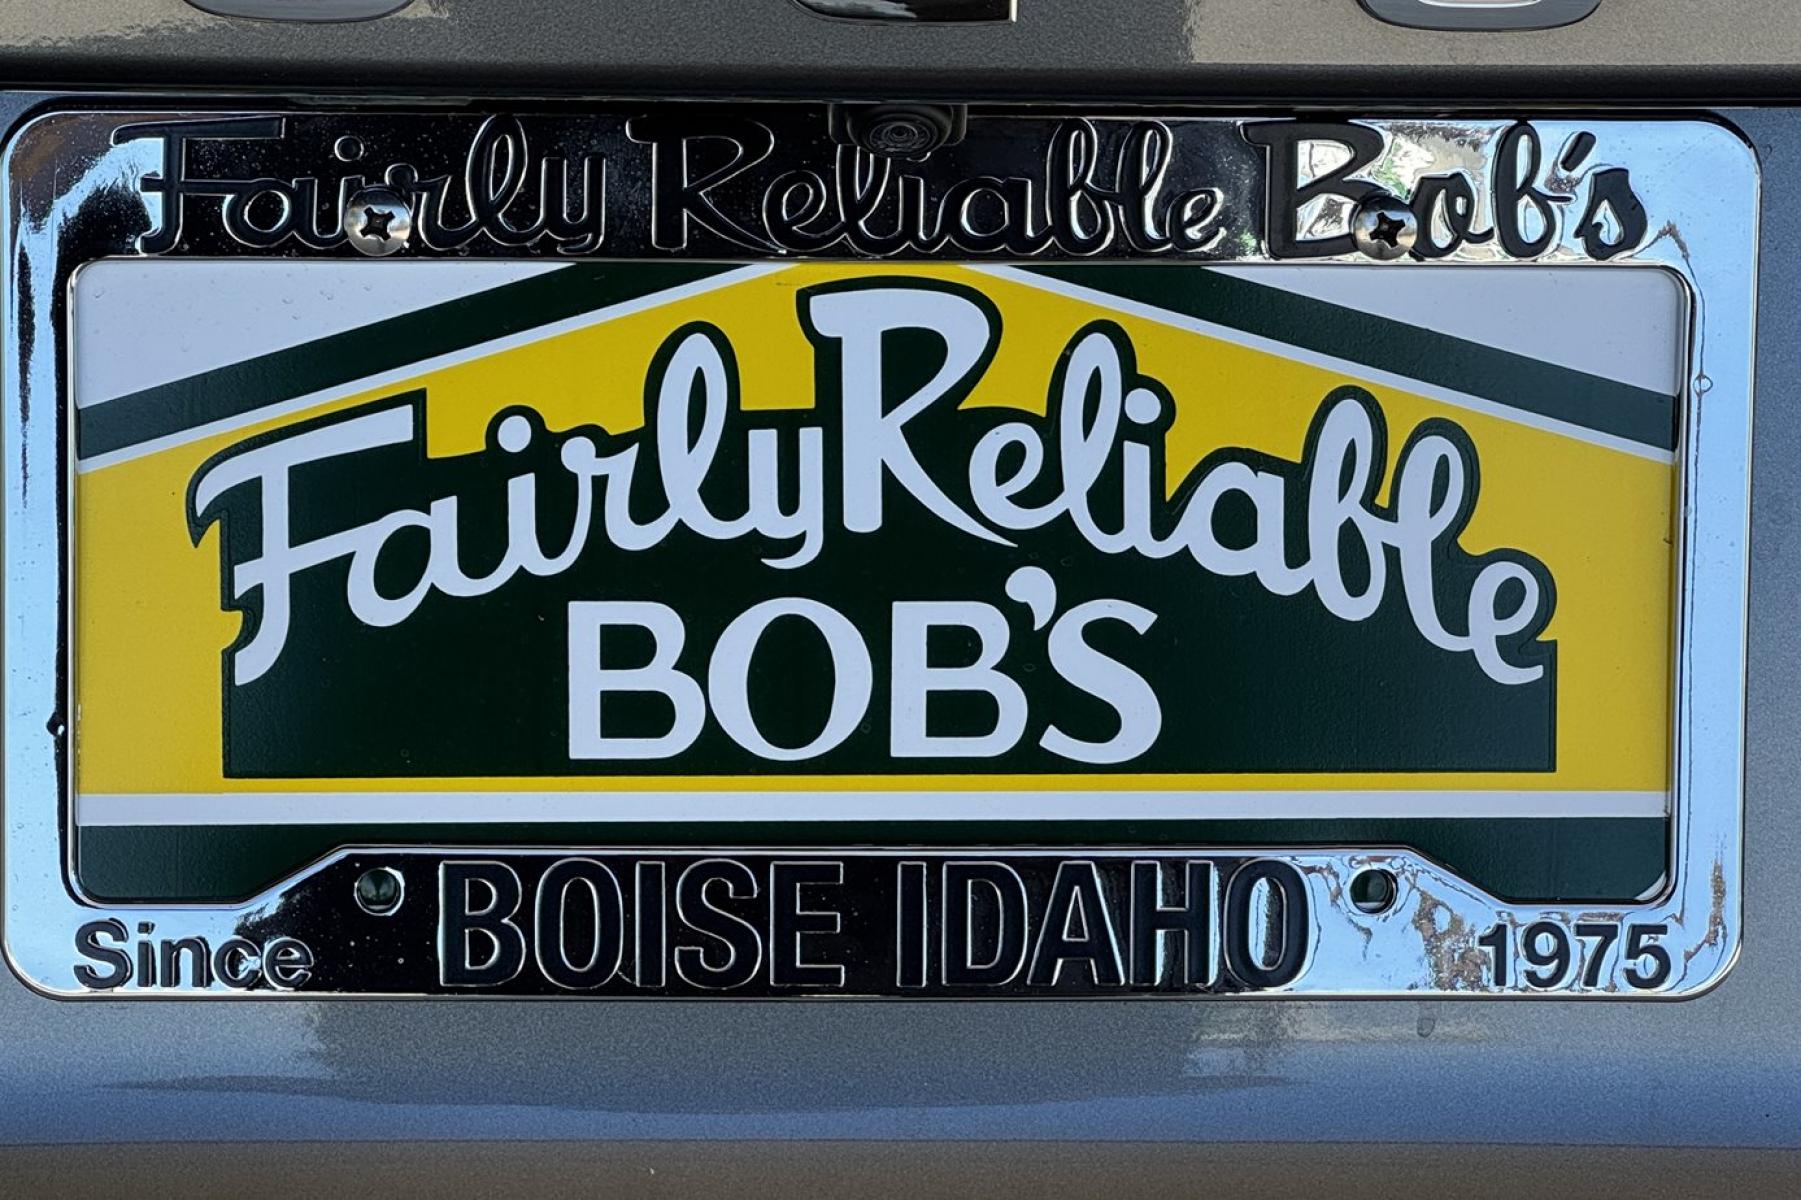 Fairly Reliable Bob's
Fairly Reliable
BOB'S
BOISE IDAHO
Since 1975